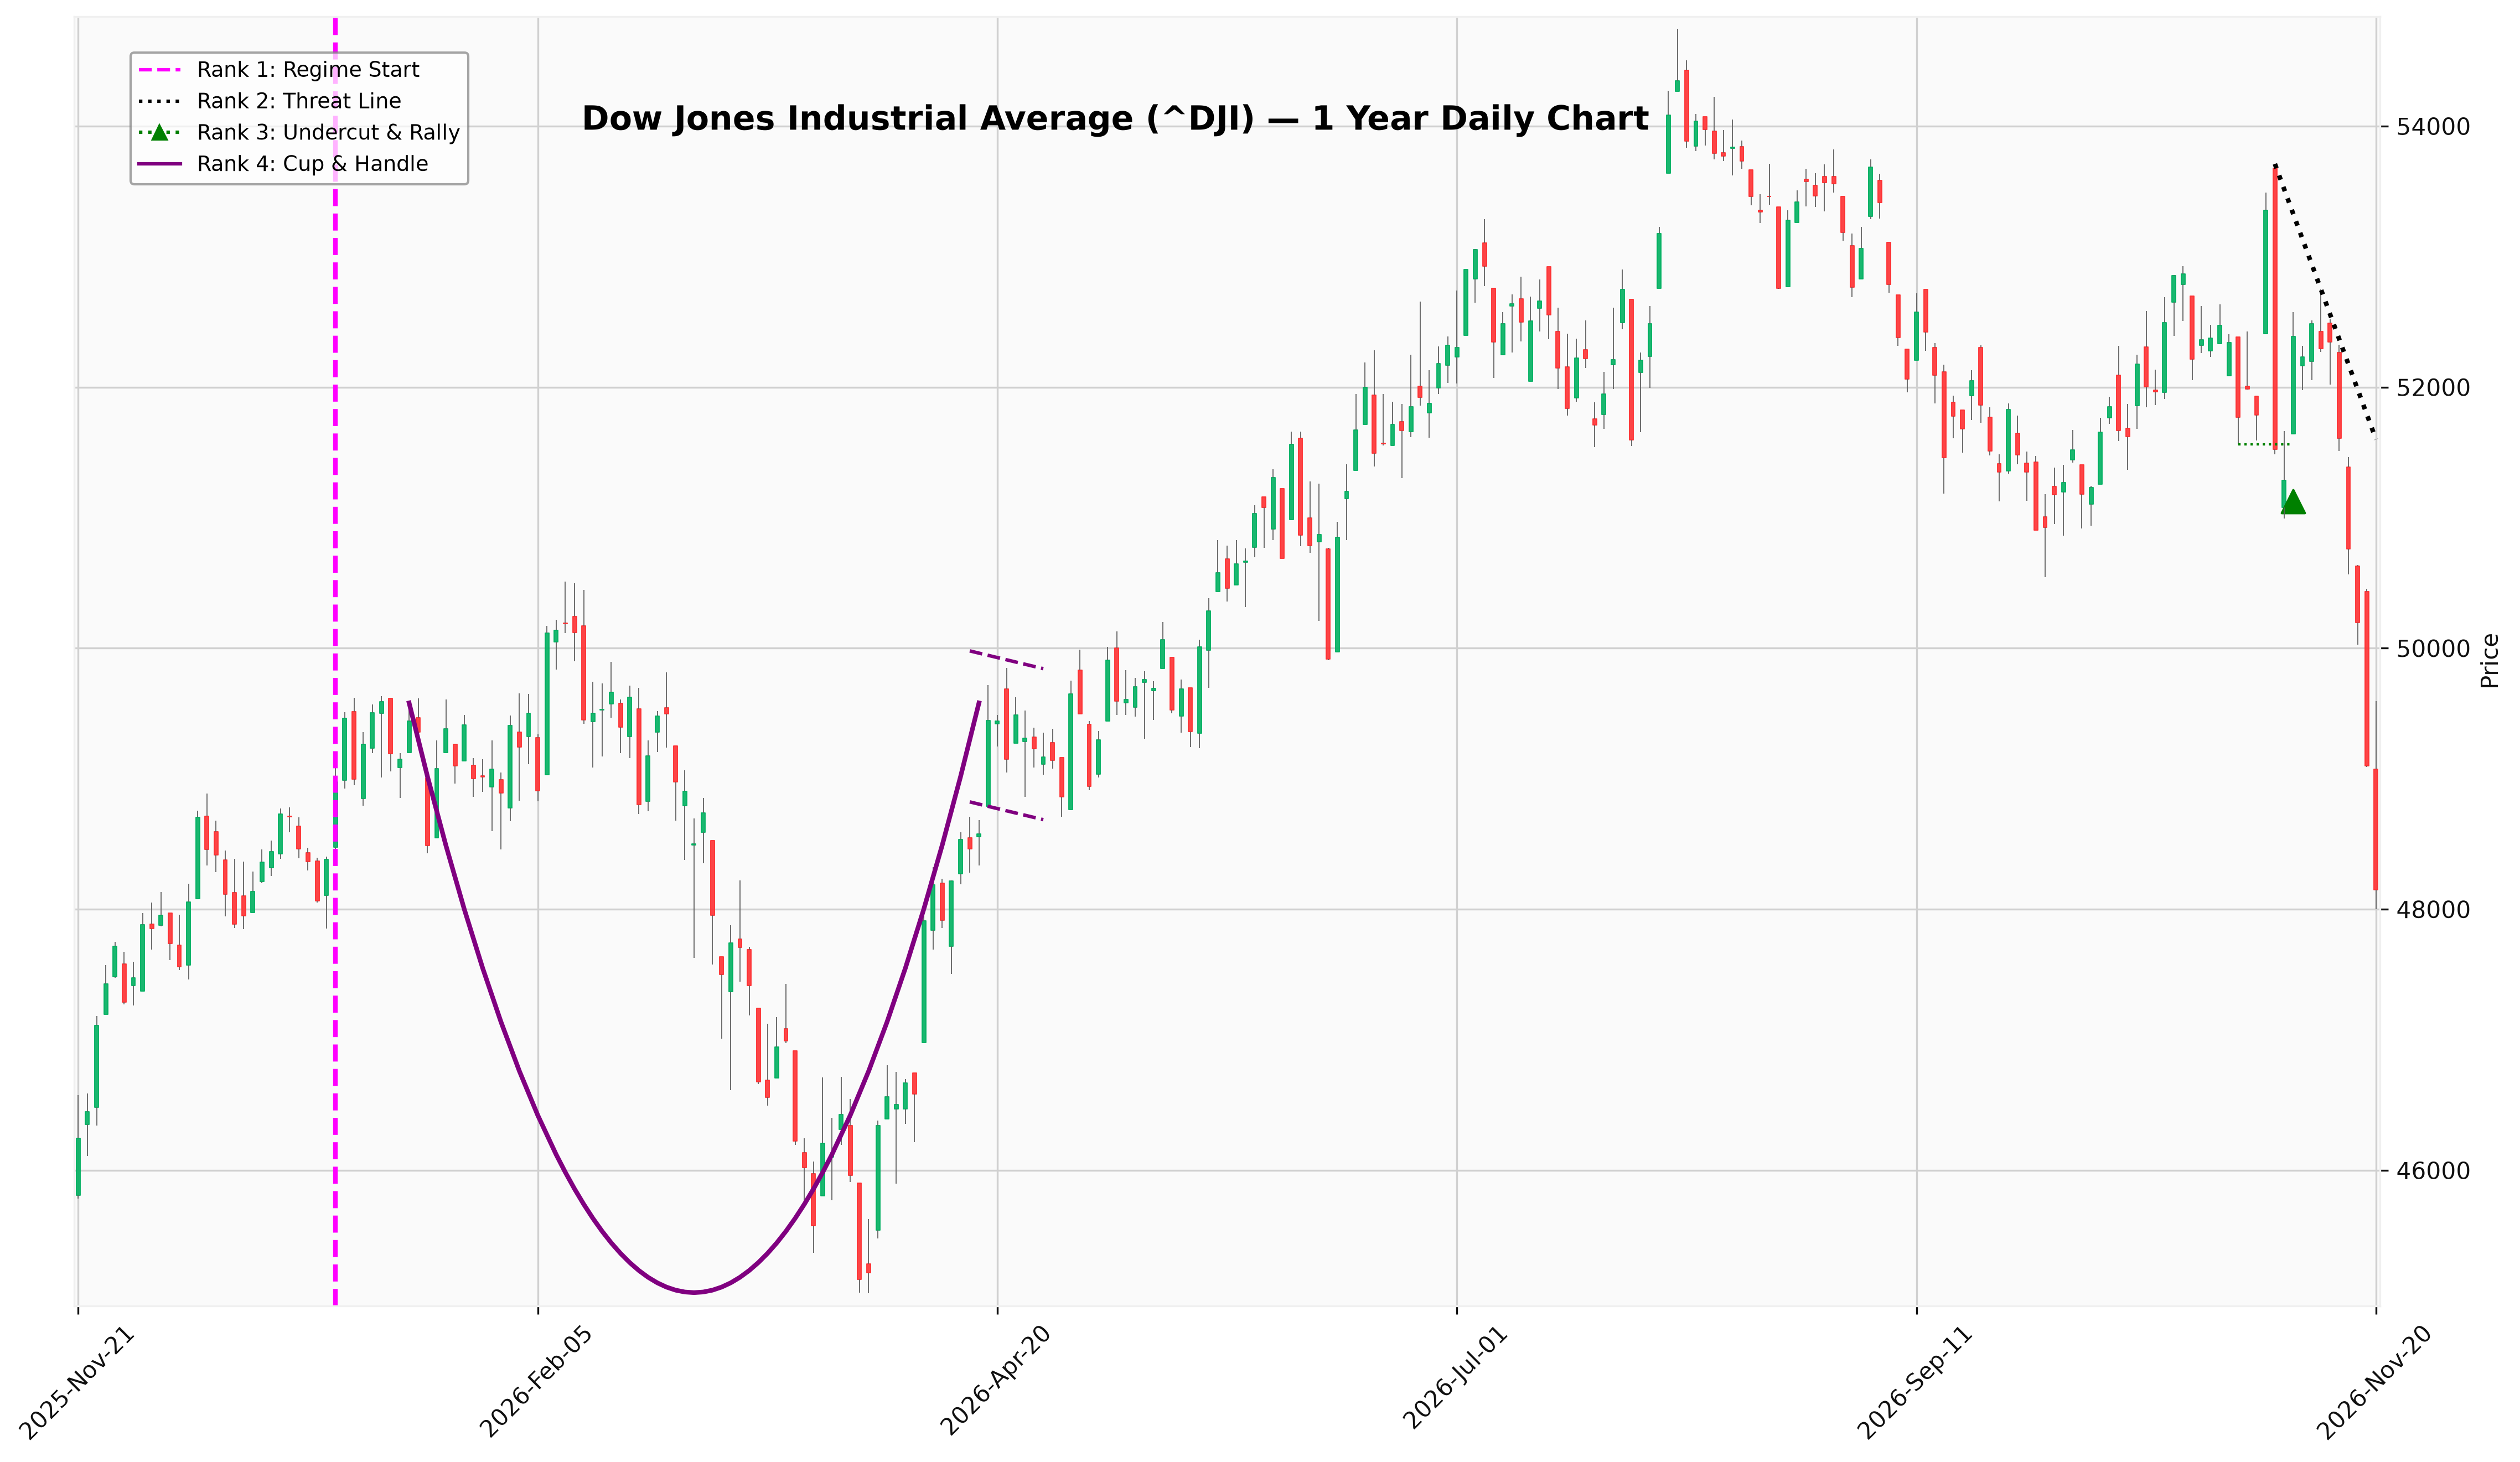 Rank 1: Regime Start
Rank 2: Threat Line
Rank 3: Undercut & Rally
Rank 4: Cup & Handle
Dow Jones Industrial Average (^DJI) — 1 Year Daily Chart
54000
52000
50000
48000
46000
Price
2025-Nov-21
2026-Feb-05
2026-Apr-20
2026-Jul-01
2026-Sep-11
2026-Nov-20